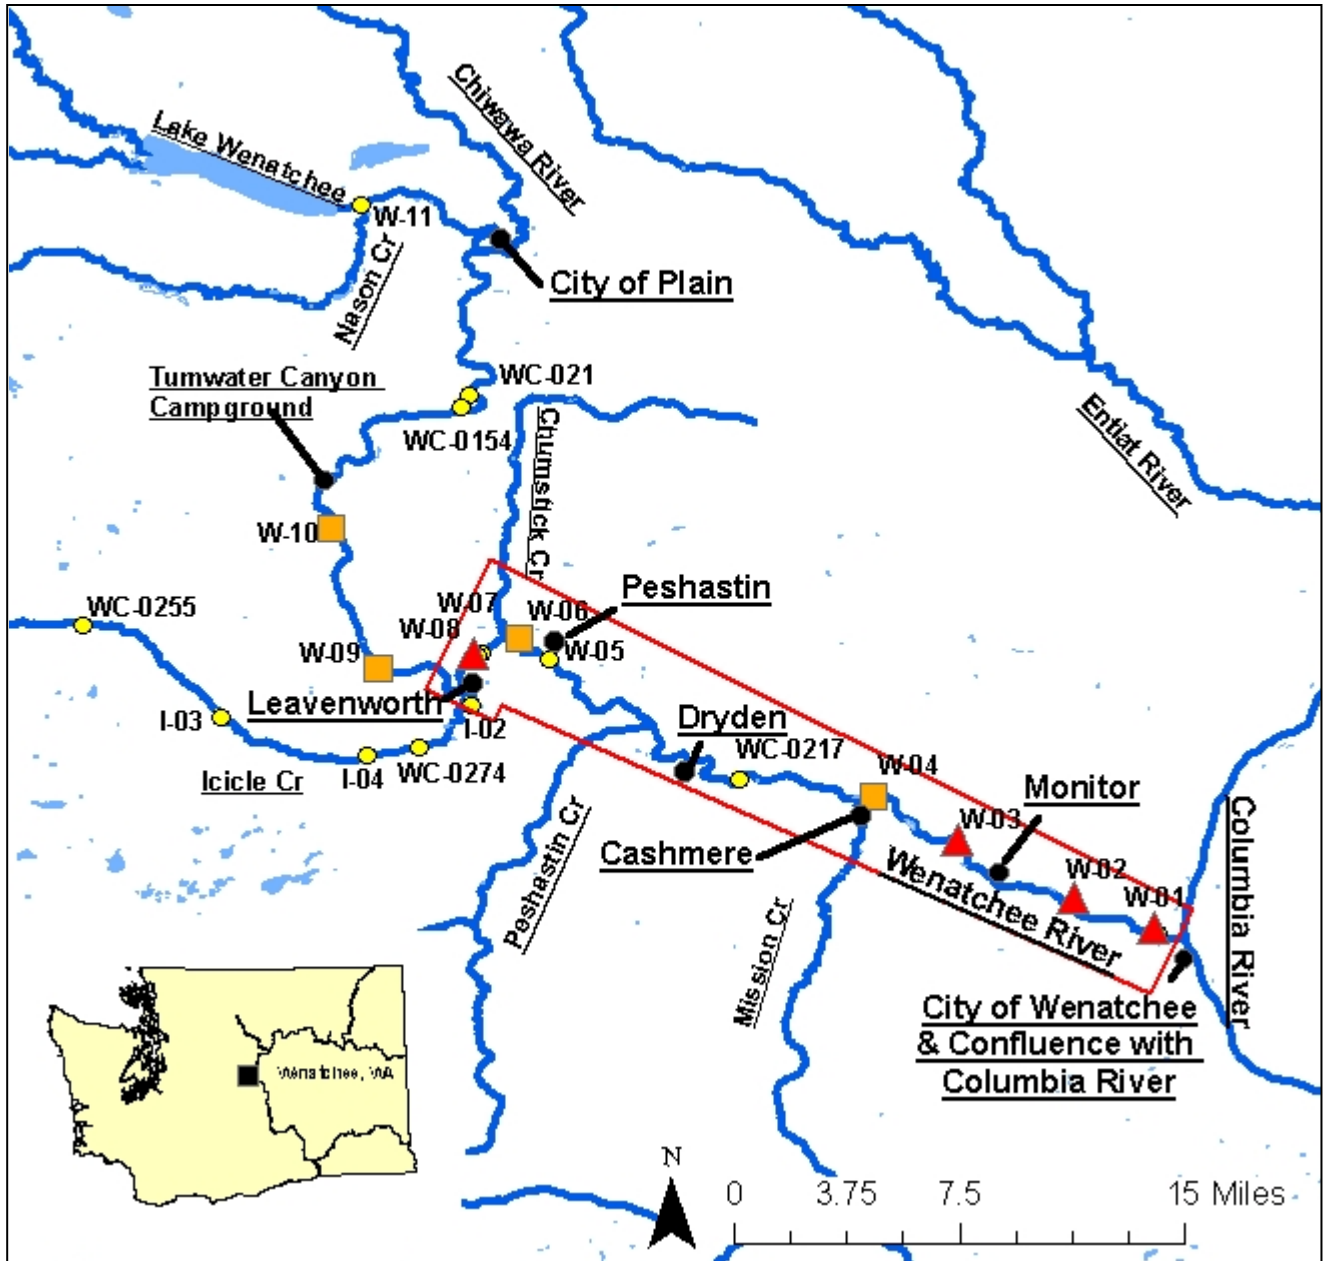 Chiwawa River
Lake Wenatchee
W-11
Nason Cr
City of Plain
Tumwater Canyon
Campground
WC-021
WC-0154
Chumstick Cr
Entiat River
W-10
Peshastin
WC-0255
W-07
W-06
W-08
W-05
W-09
Leavenworth
I-03
I-02
Dryden
WC-0217
I-04
WC-0274
Icicle Cr
W-04
Monitor
Peshastin Cr
W-03
Cashmere
Wenatchee River
W-02
W-01
Columbia River
Mission Cr
City of Wenatchee
& Confluence with
Columbia River
Wenatchee, WA
N
0 3.75 7.5 15 Miles